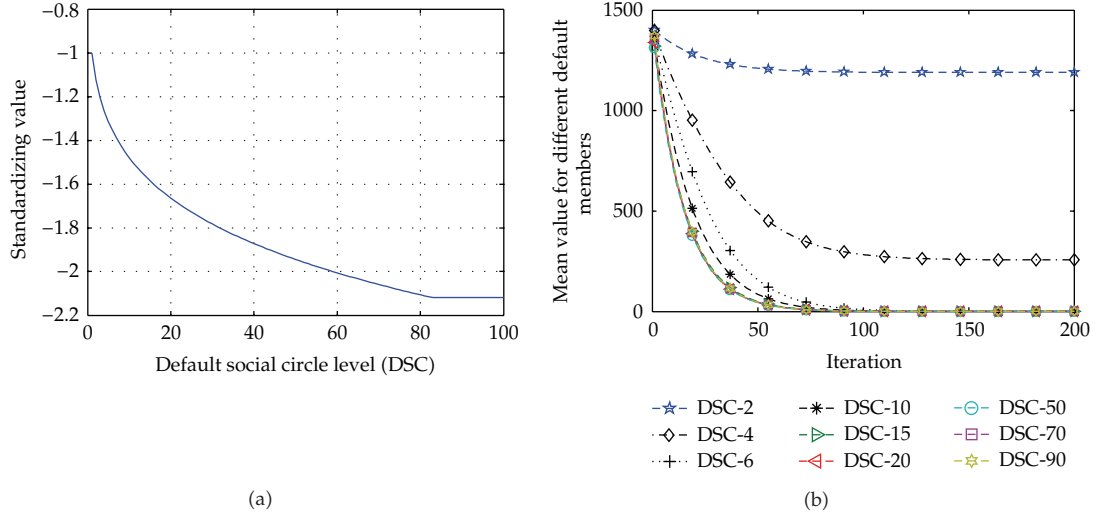 −1
−1.2
−1.4
−1.6
−1.8
−2
−2.2
0 20 40 60 80 100
Standardizing value
Default social circle level (DSC)
(a)
1500
1000
500
0
0 50 100 150 200
Mean value for different default
members
Iteration
DSC-2 DSC-10 DSC-50
DSC-4 DSC-15 DSC-70
DSC-6 DSC-20 DSC-90
(b)